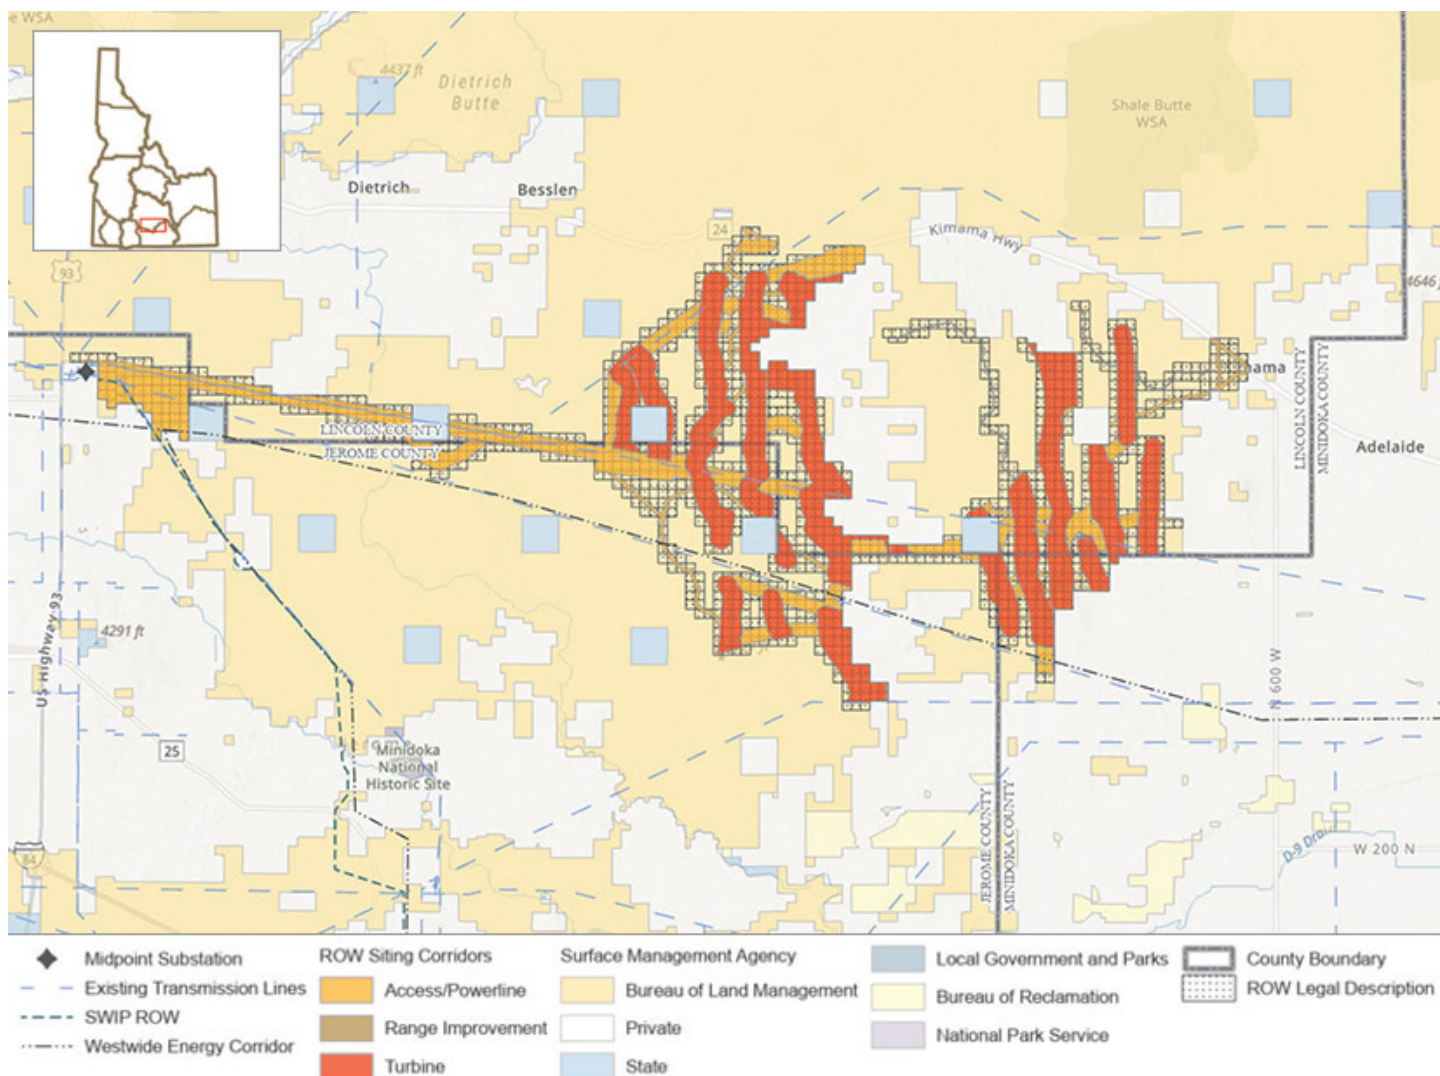 e WSA
4437 ft
Dietrich
Butte
Shale Butte
WSA
Dietrich
Besslen
24
Kimama Hwy
93
4646 f
ama
LINCOLN COUNTY
JEROME COUNTY
LINCOLN COUNTY
MINIDOKA COUNTY
Adelaide
US Highway 93
4291 ft
N 600 W
25
Minidoka
National
Historic Site
JEROME COUNTY
MINIDOKA COUNTY
D-9 Drai
W 200 N
84
Midpoint Substation
Existing Transmission Lines
SWIP ROW
Westwide Energy Corridor
ROW Siting Corridors
Access/Powerline
Range Improvement
Turbine
Surface Management Agency
Bureau of Land Management
Private
State
Local Government and Parks
Bureau of Reclamation
National Park Service
County Boundary
ROW Legal Description